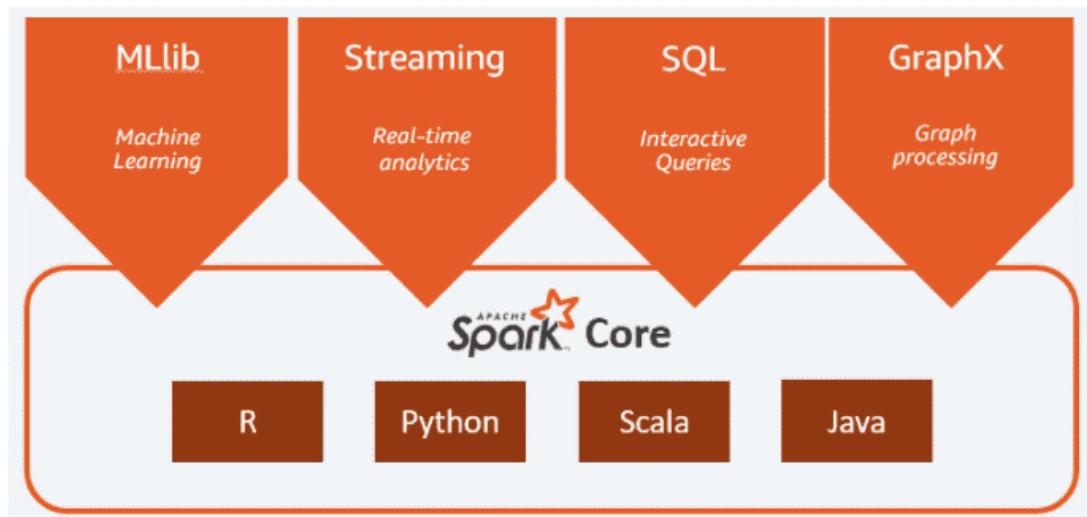 MLlib
Machine
Learning
Streaming
Real-time
analytics
SQL
Interactive
Queries
GraphX
Graph
processing
APACHE
Spark Core
R
Python
Scala
Java